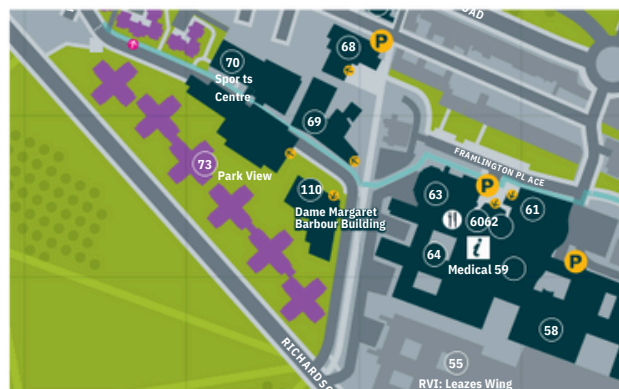 OAD
68
P
70
Sports
Centre
69
FRAMLINGTON PLACE
73
Park View
110
Dame Margaret
Barbour Building
63
P
61
6062
64
i
Medical 59
P
58
55
RVI: Leazes Wing
RICHARDSO